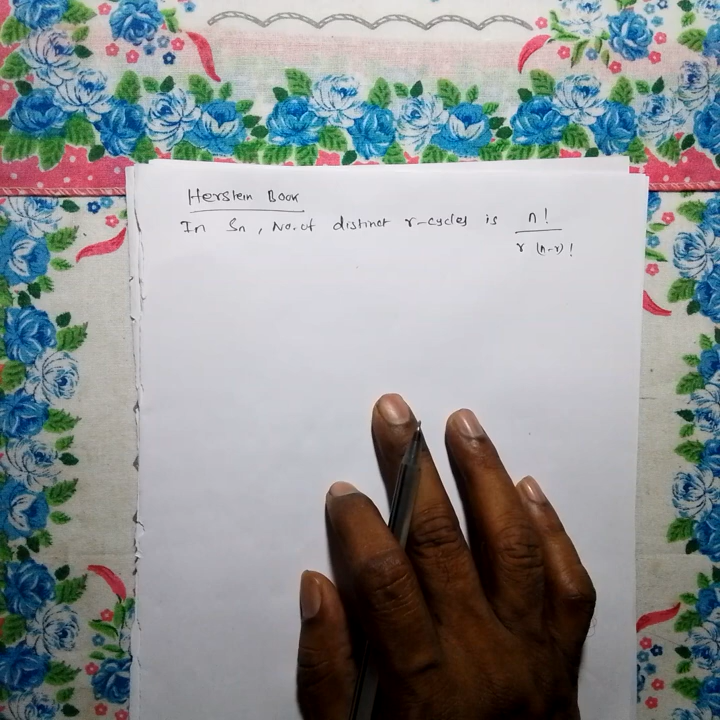 Herstein Book
In Sn, No. of distinct r-cycles is n! / r (n-r)!